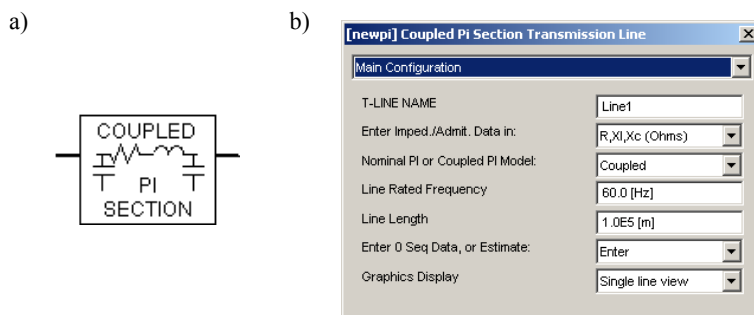 a)
COUPLED
PI
SECTION
b)
[newpi] Coupled Pi Section Transmission Line
Main Configuration
T-LINE NAME Line1
Enter Imped./Admit. Data in: R,Xl,Xc (Ohms)
Nominal PI or Coupled PI Model: Coupled
Line Rated Frequency 60.0 [Hz]
Line Length 1.0E5 [m]
Enter 0 Seq Data, or Estimate: Enter
Graphics Display Single line view